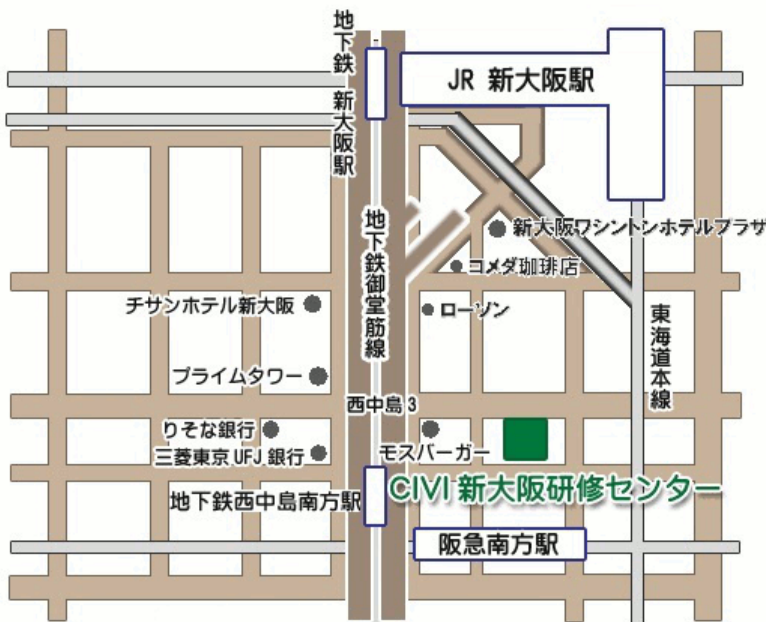 地下鉄 新大阪駅
JR 新大阪駅
地下鉄御堂筋線
新大阪ワシントンホテルプラザ
コメダ珈琲店
チサンホテル新大阪
ローソン
東海道本線
プライムタワー
西中島3
りそな銀行
モスバーガー
三菱東京UFJ銀行
CIVI 新大阪研修センター
地下鉄西中島南方駅
阪急南方駅